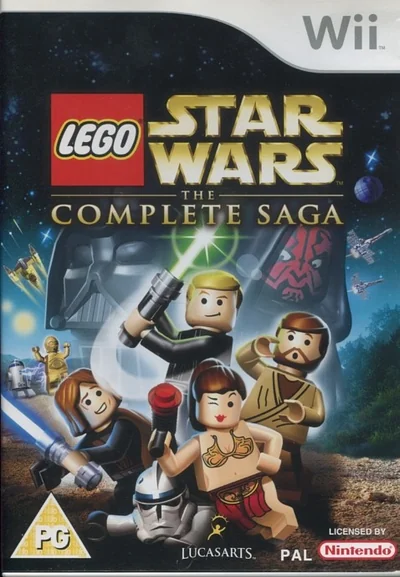 Wii
LEGO
STAR
WARS
THE
COMPLETE SAGA
PG
LUCASARTS
PAL
LICENSED BY
Nintendo